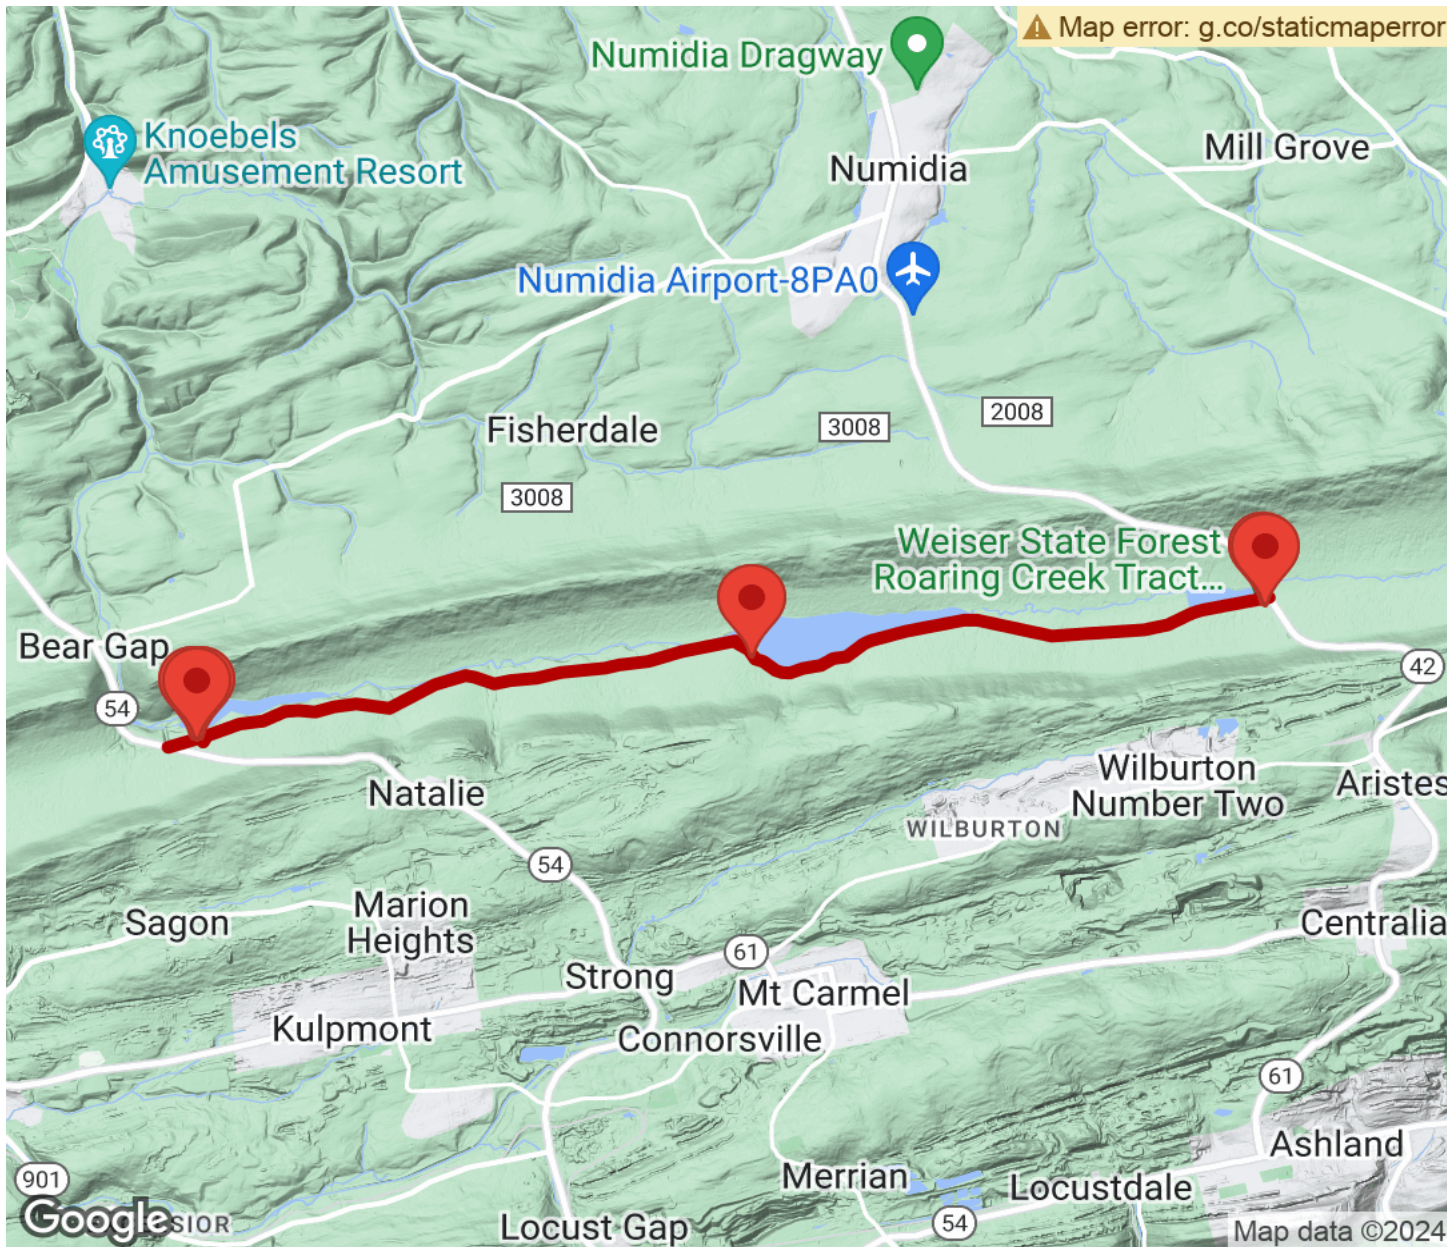 Map error: g.co/staticmaperror
Numidia Dragway
Knoebels
Amusement Resort
Mill Grove
Numidia
Numidia Airport-8PA0
2008
3008
Fisherdale
3008
Weiser State Forest
Roaring Creek Tract...
Bear Gap
42
54
Natalie
Wilburton
Number Two
Aristes
WILBURTON
54
Marion
Heights
Sagon
Centralia
61
Strong
Mt Carmel
Kulpmont
Connorsville
61
Ashland
Merrian
901
Locustdale
Google
SIOR
Locust Gap
54
Map data ©2024